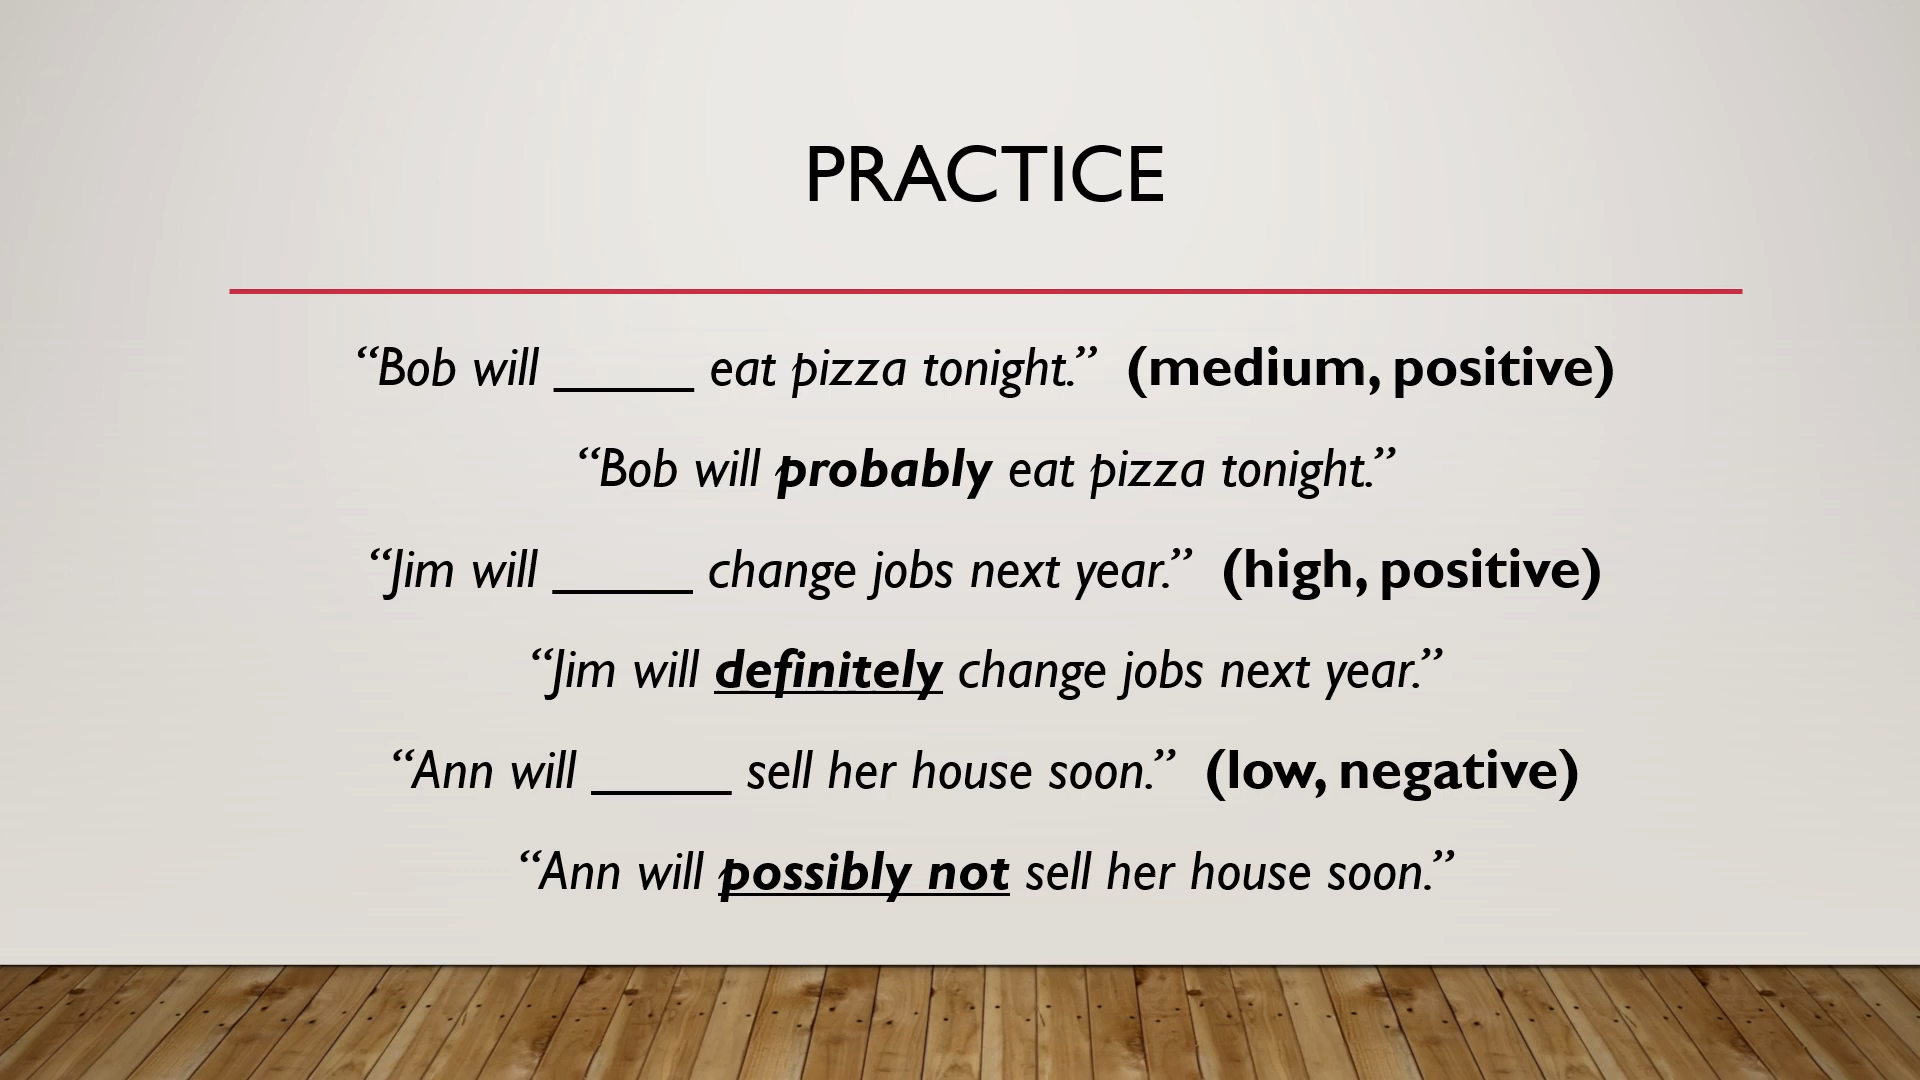 PRACTICE
“Bob will _____ eat pizza tonight.” (medium, positive)
“Bob will probably eat pizza tonight.”
“Jim will _____ change jobs next year.” (high, positive)
“Jim will definitely change jobs next year.”
“Ann will _____ sell her house soon.” (low, negative)
“Ann will possibly not sell her house soon.”